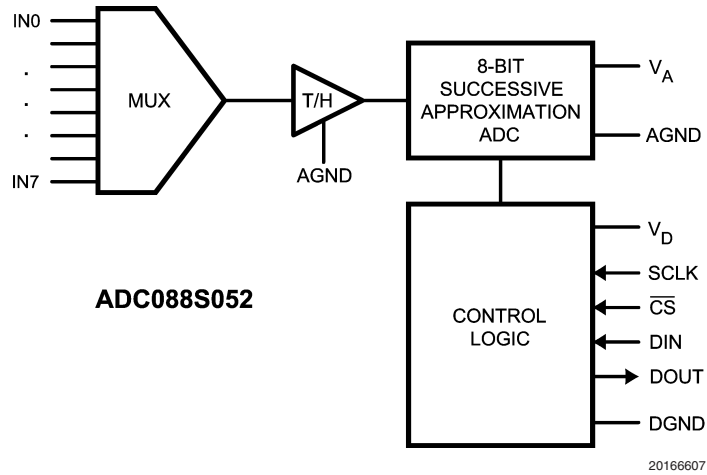 IN0
.
.
.
IN7
MUX
T/H
AGND
8-BIT
SUCCESSIVE
APPROXIMATION
ADC
V_A
AGND
CONTROL
LOGIC
V_D
SCLK
C̅S̅
DIN
DOUT
DGND
ADC088S052
20166607